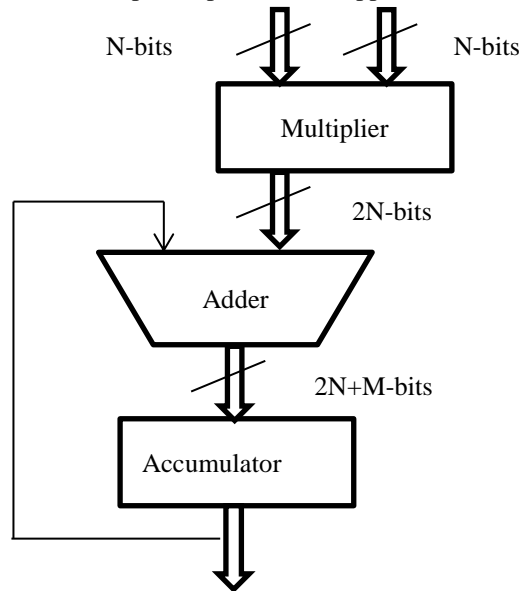 N-bits
N-bits
Multiplier
2N-bits
Adder
2N+M-bits
Accumulator